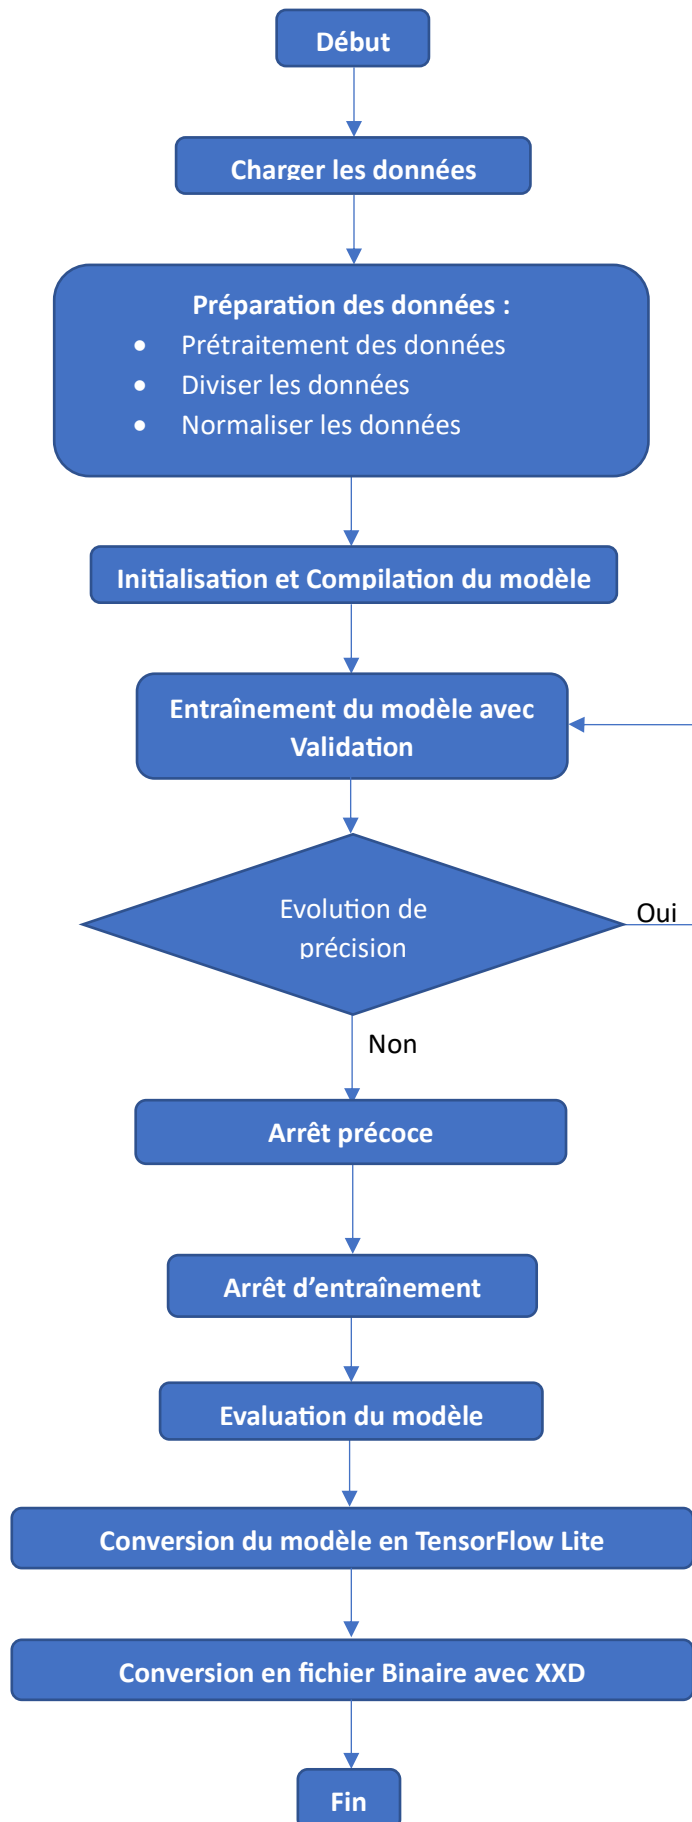 Début
Charger les données
Préparation des données :
• Prétraitement des données
• Diviser les données
• Normaliser les données
Initialisation et Compilation du modèle
Entraînement du modèle avec
Validation
Evolution de
précision
Oui
Non
Arrêt précoce
Arrêt d’entraînement
Evaluation du modèle
Conversion du modèle en TensorFlow Lite
Conversion en fichier Binaire avec XXD
Fin